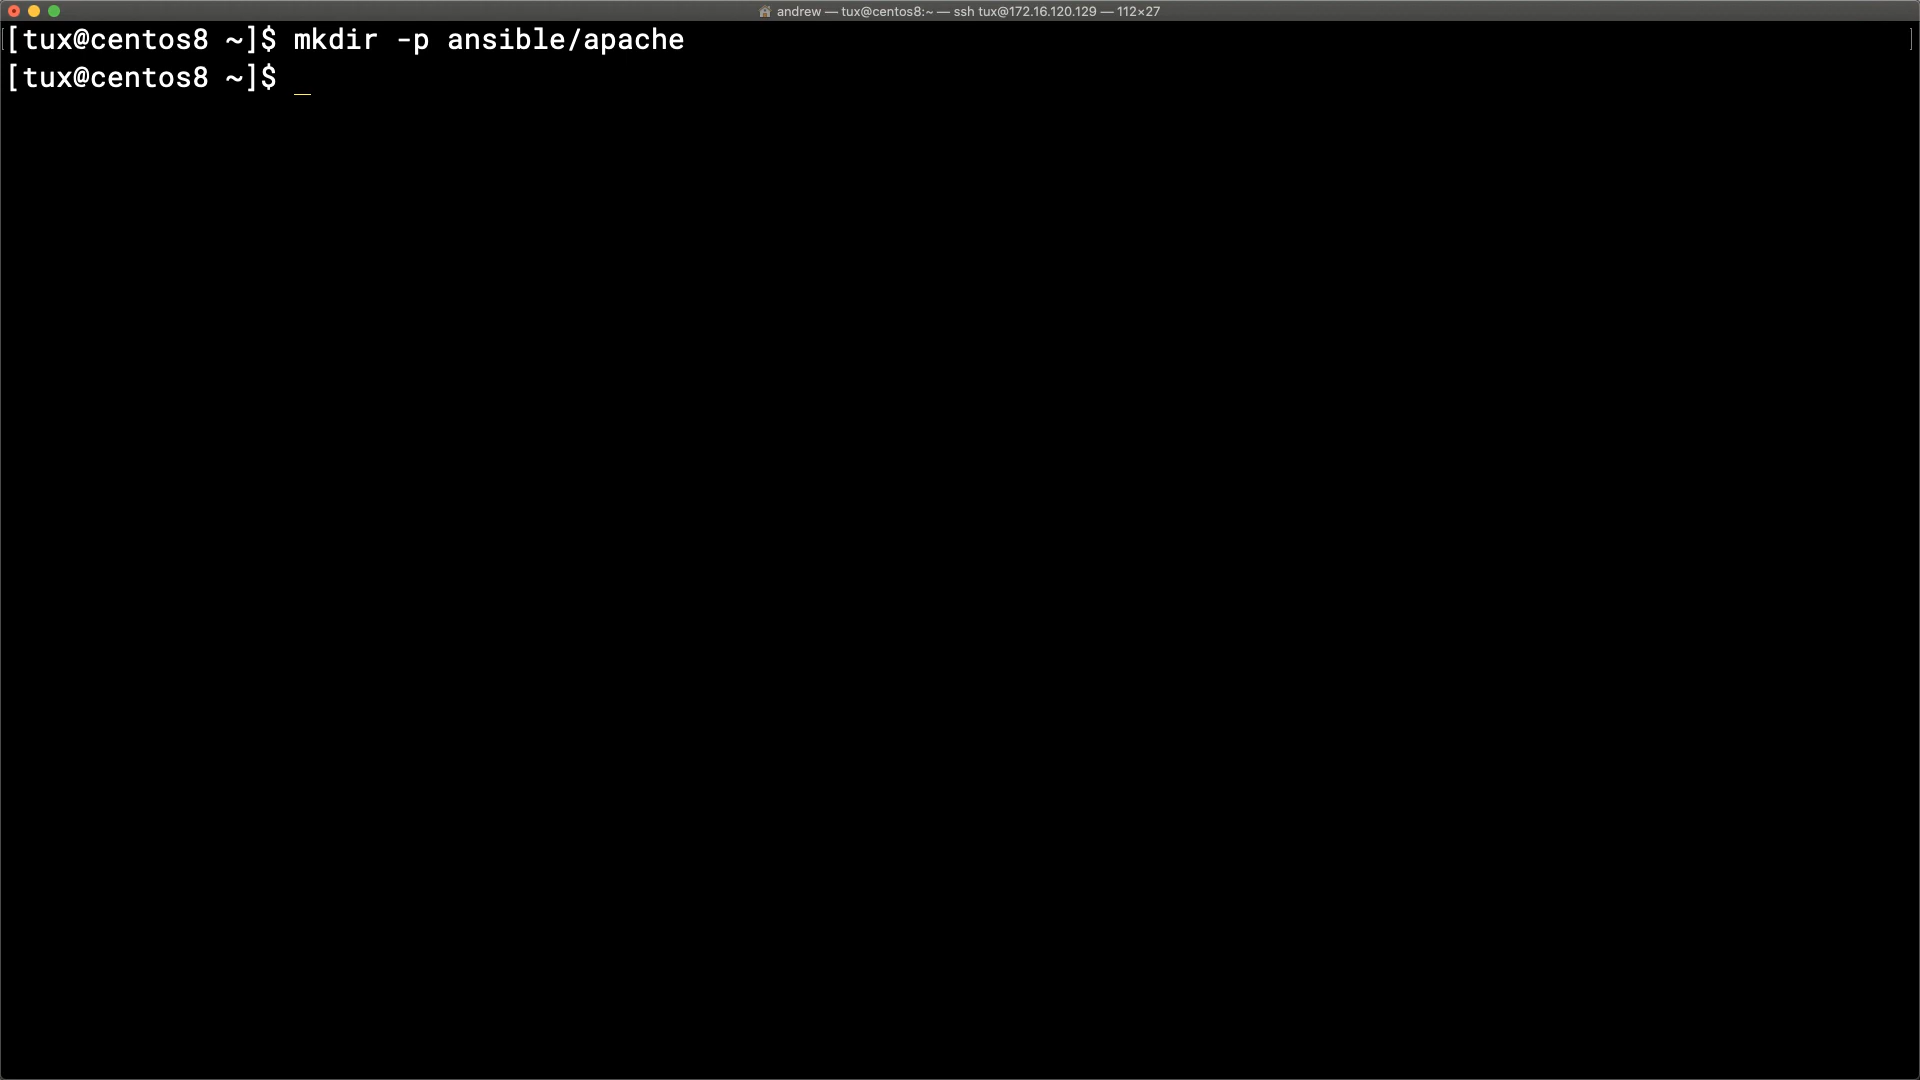 andrew — tux@centos8:~ — ssh tux@172.16.120.129 — 112×27
[tux@centos8 ~]$ mkdir -p ansible/apache
[tux@centos8 ~]$ _